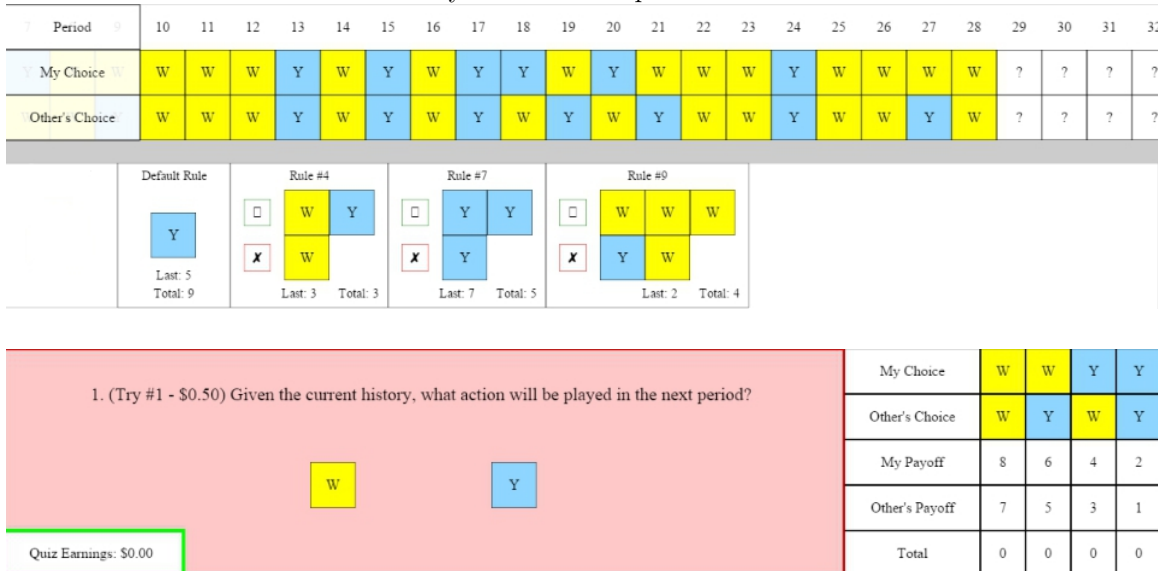 7 Period 9 10 11 12 13 14 15 16 17 18 19 20 21 22 23 24 25 26 27 28 29 30 31
Y My Choice W W W W Y W Y W Y Y W Y W W W Y W W W W ? ? ? ?
Other's Choice W W W Y W Y W Y W Y W Y W W Y W W Y W ? ? ? ?
Default Rule Rule #4 Rule #7 Rule #9
W Y Y Y W W W
Y
✗ W ✗ Y ✗ Y W
Last: 5
Total: 9 Last: 3 Total: 3 Last: 7 Total: 5 Last: 2 Total: 4
My Choice W W Y Y
1. (Try #1 - $0.50) Given the current history, what action will be played in the next period?
Other's Choice W Y W Y
My Payoff 8 6 4 2
W Y
Other's Payoff 7 5 3 1
Quiz Earnings: $0.00 Total 0 0 0 0